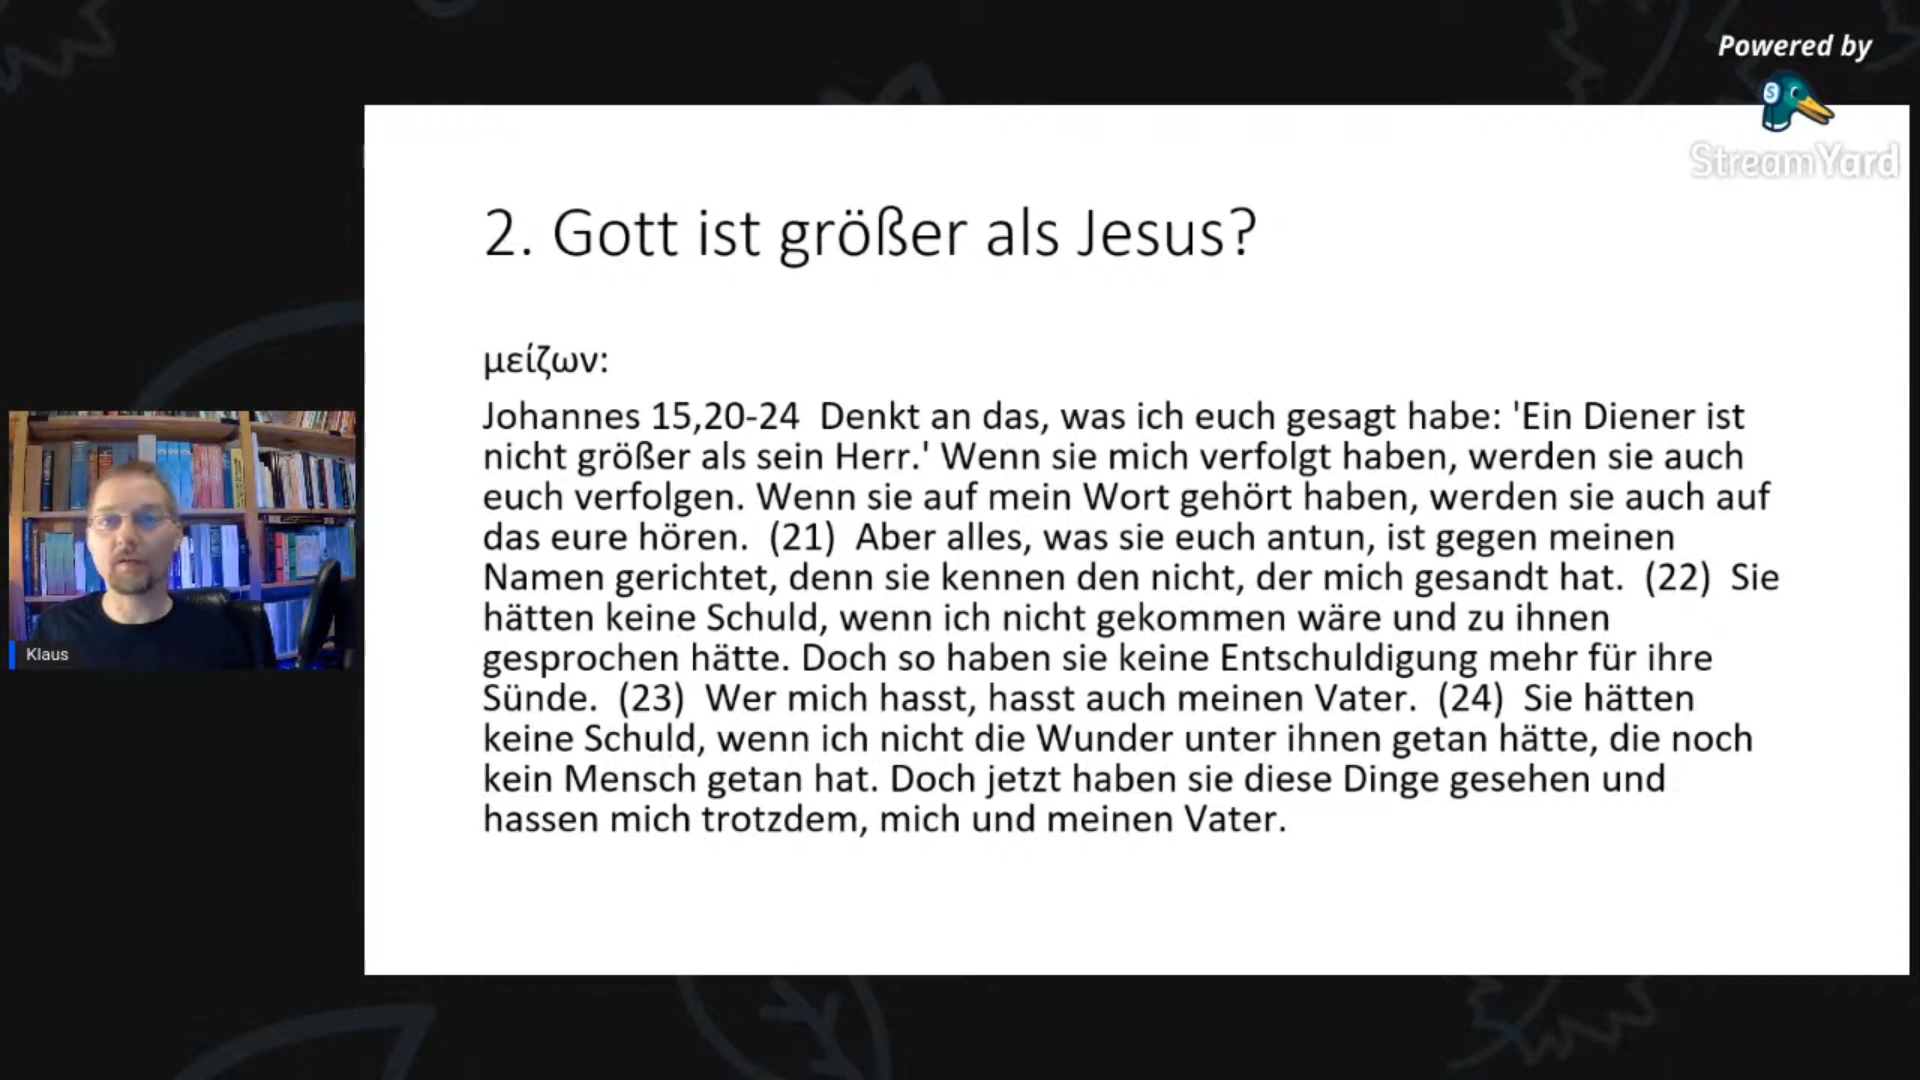 Powered by
StreamYard
2. Gott ist größer als Jesus?
μείζων:
Johannes 15,20-24  Denkt an das, was ich euch gesagt habe: 'Ein Diener ist
nicht größer als sein Herr.' Wenn sie mich verfolgt haben, werden sie auch
euch verfolgen. Wenn sie auf mein Wort gehört haben, werden sie auch auf
das eure hören.  (21)  Aber alles, was sie euch antun, ist gegen meinen
Namen gerichtet, denn sie kennen den nicht, der mich gesandt hat.  (22)  Sie
hätten keine Schuld, wenn ich nicht gekommen wäre und zu ihnen
gesprochen hätte. Doch so haben sie keine Entschuldigung mehr für ihre
Sünde.  (23)  Wer mich hasst, hasst auch meinen Vater.  (24)  Sie hätten
keine Schuld, wenn ich nicht die Wunder unter ihnen getan hätte, die noch
kein Mensch getan hat. Doch jetzt haben sie diese Dinge gesehen und
hassen mich trotzdem, mich und meinen Vater.
Klaus